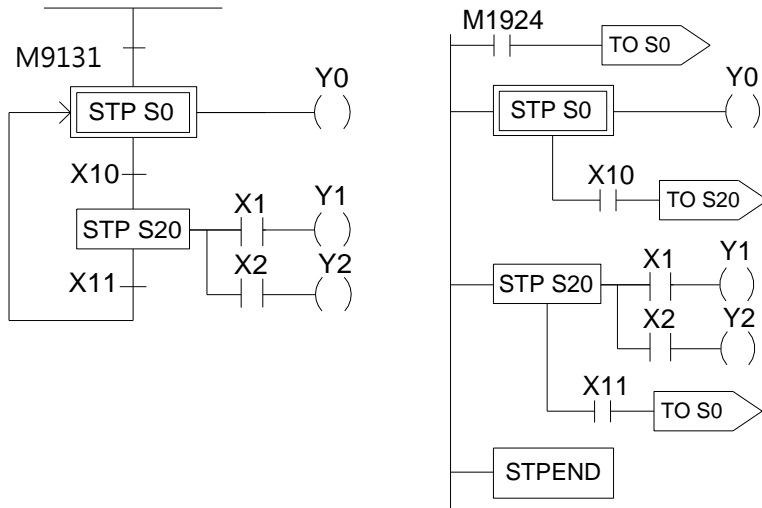 M9131
STP S0
Y0
X10
STP S20
X1
Y1
X2
Y2
X11
M1924
TO S0
STP S0
Y0
X10
TO S20
STP S20
X1
Y1
X2
Y2
X11
TO S0
STPEND